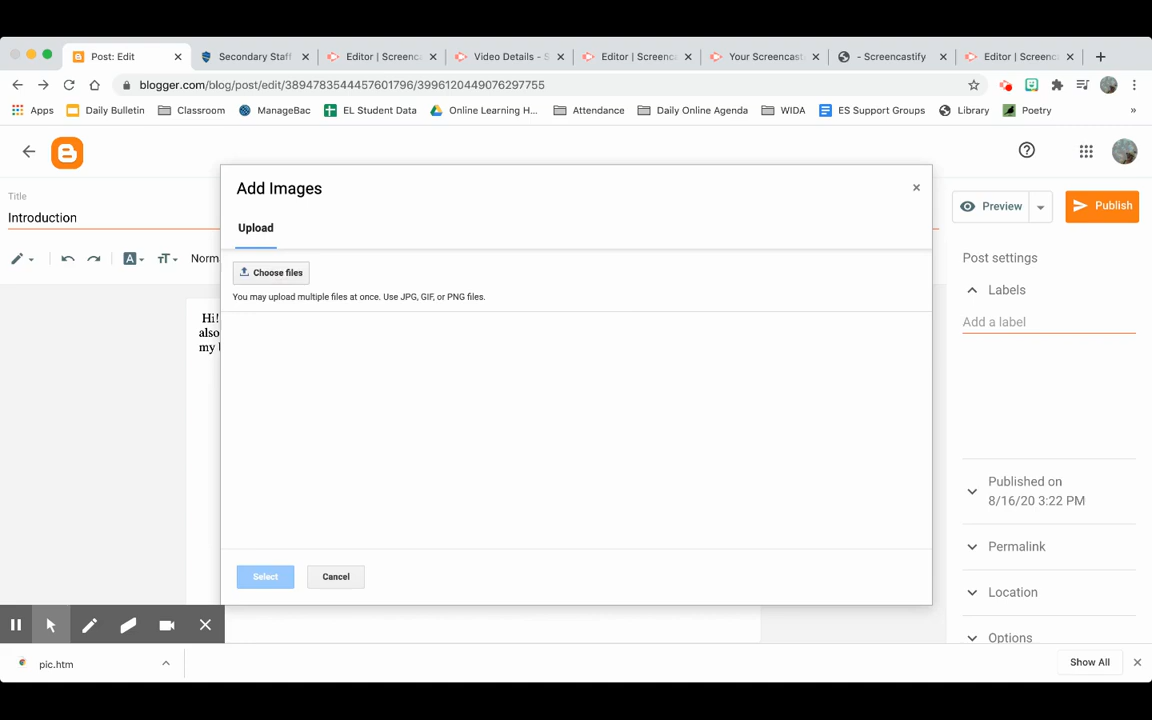 Post: Edit
Secondary Staff
Editor | Screenca
Video Details - S
Editor | Screenc
Your Screencast
- Screencastify
Editor | Screenc
blogger.com/blog/post/edit/3894783544457601796/3996120449076297755
Apps Daily Bulletin Classroom ManageBac EL Student Data Online Learning H... Attendance Daily Online Agenda WIDA ES Support Groups Library Poetry »
Add Images
Title
Introduction
Preview
Publish
Upload
Norm
Post settings
Choose files
You may upload multiple files at once. Use JPG, GIF, or PNG files.
Labels
Add a label
Hi!
also
my
Published on
8/16/20 3:22 PM
Permalink
Select
Cancel
Location
Options
pic.htm
Show All